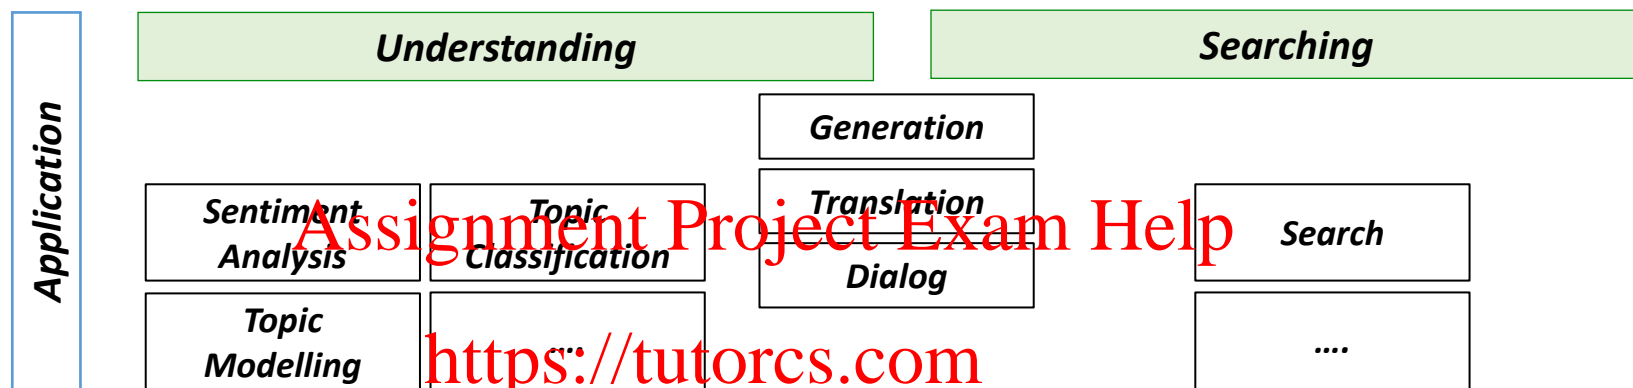 Understanding
Searching
Application
Generation
Sentiment
Analysis
Topic
Classification
Translation
Search
Assignment Project Exam Help
Dialog
Topic
Modelling
....
....
https://tutorcs.com